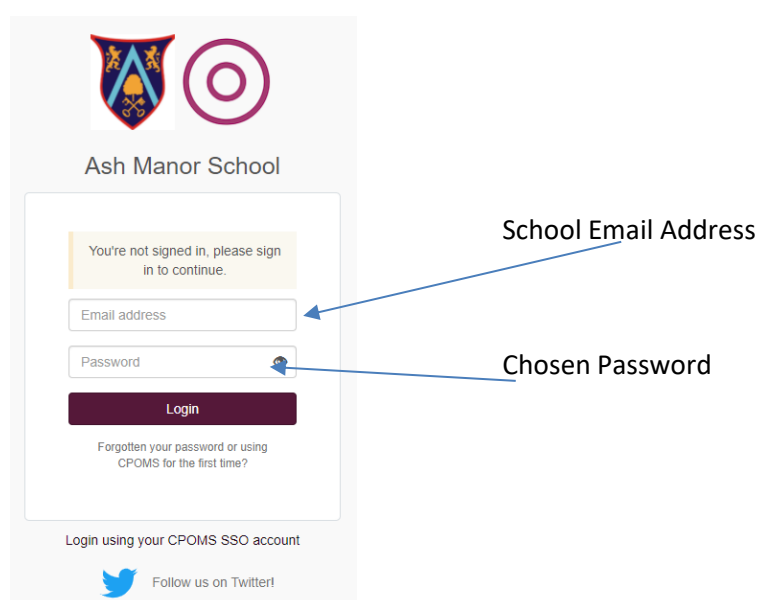 Ash Manor School
You're not signed in, please sign
in to continue.
School Email Address
Email address
Password
Chosen Password
Login
Forgotten your password or using
CPOMS for the first time?
Login using your CPOMS SSO account
Follow us on Twitter!